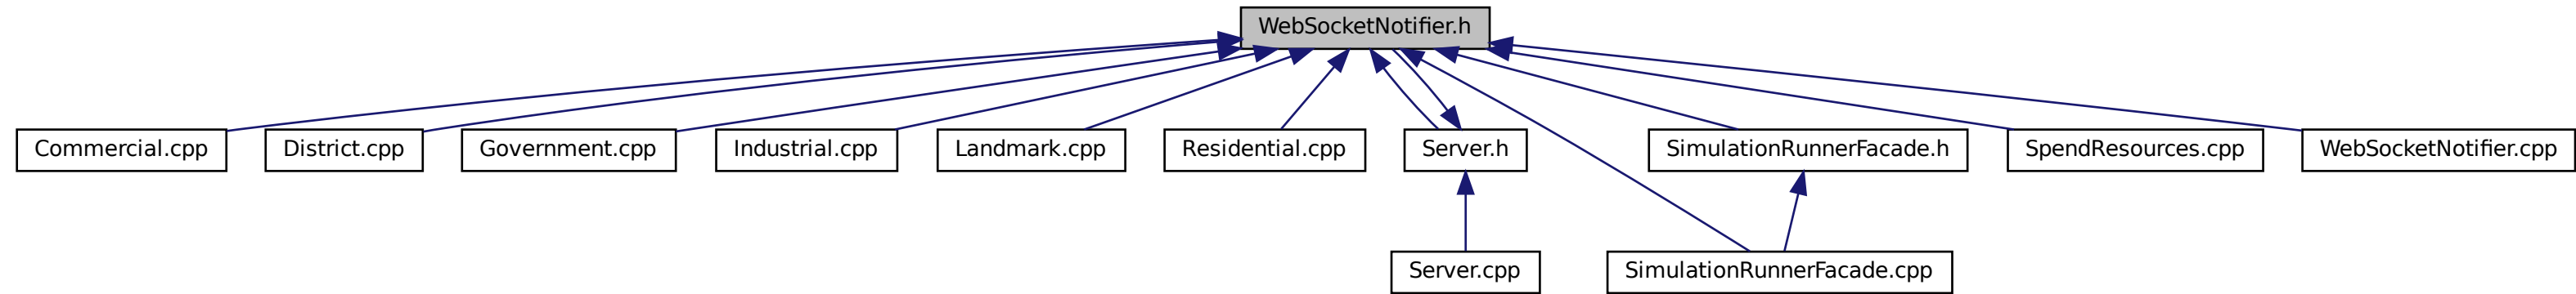 WebSocketNotifier.h
Commercial.cpp
District.cpp
Government.cpp
Industrial.cpp
Landmark.cpp
Residential.cpp
Server.h
SimulationRunnerFacade.h
SpendResources.cpp
WebSocketNotifier.cpp
Server.cpp
SimulationRunnerFacade.cpp